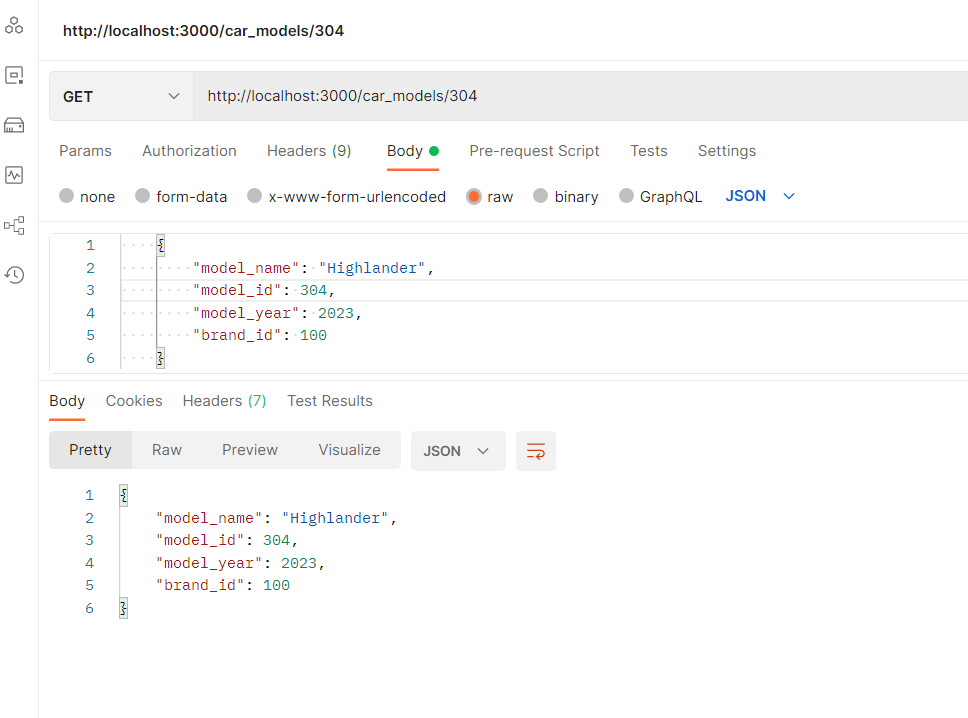 http://localhost:3000/car_models/304
GET http://localhost:3000/car_models/304
Params Authorization Headers (9) Body Pre-request Script Tests Settings
none form-data x-www-form-urlencoded raw binary GraphQL JSON
1 {
2 "model_name": "Highlander",
3 "model_id": 304,
4 "model_year": 2023,
5 "brand_id": 100
6 }
Body Cookies Headers (7) Test Results
Pretty Raw Preview Visualize JSON
1 {
2 "model_name": "Highlander",
3 "model_id": 304,
4 "model_year": 2023,
5 "brand_id": 100
6 }